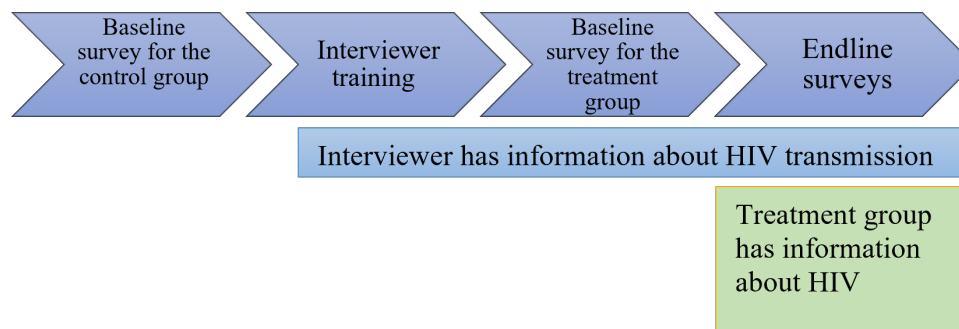 Baseline
survey for the
control group
Interviewer
training
Baseline
survey for the
treatment
group
Endline
surveys
Interviewer has information about HIV transmission
Treatment group
has information
about HIV